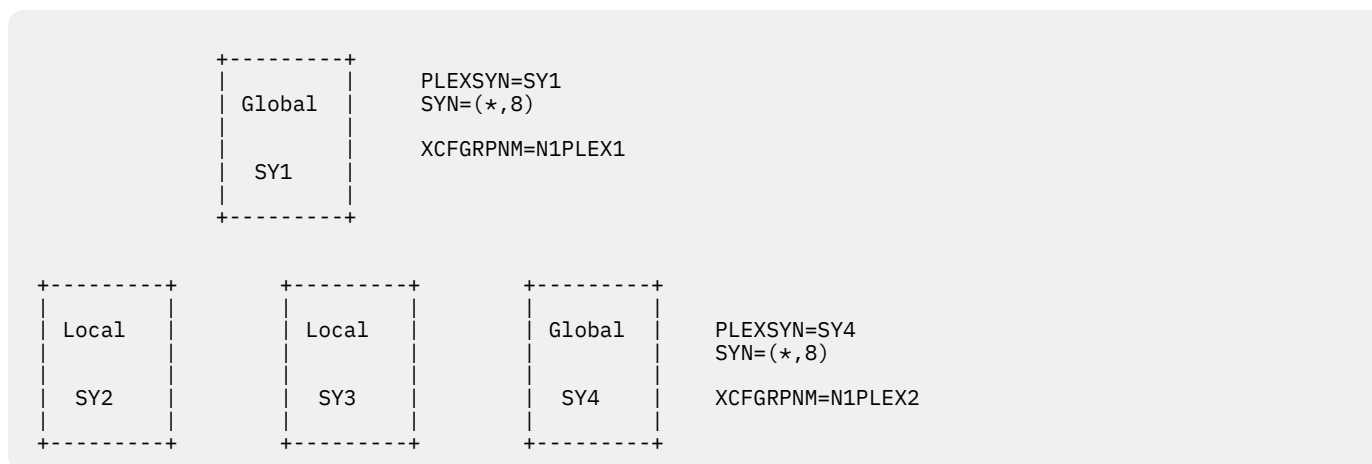 +---------+
| | PLEXSYN=SY1
| Global | SYN=(*,8)
| |
| | XCFGRPNM=N1PLEX1
| SY1 |
| |
+---------+
+---------+ +---------+ +---------+
| | | | | |
| Local | | Local | | Global | PLEXSYN=SY4
| | | | | | SYN=(*,8)
| | | | | |
| SY2 | | SY3 | | SY4 | XCFGRPNM=N1PLEX2
| | | | | |
+---------+ +---------+ +---------+